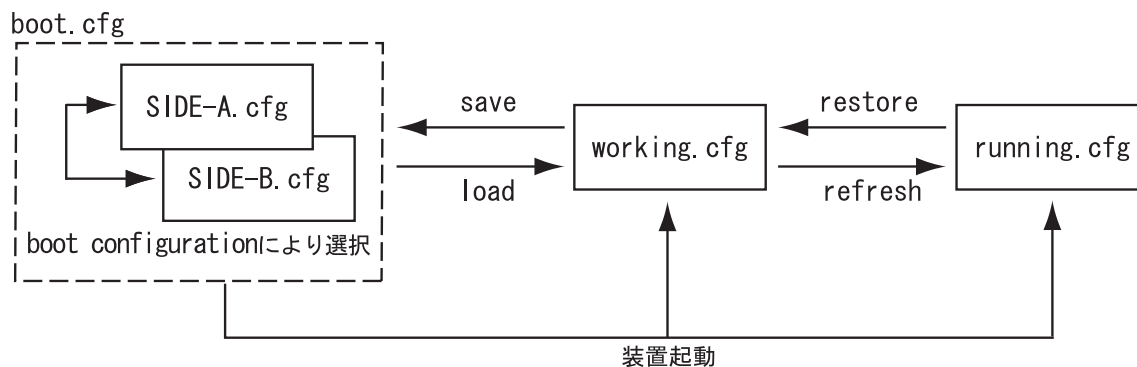 boot.cfg
SIDE-A.cfg
SIDE-B.cfg
boot configurationにより選択
save
load
working.cfg
restore
refresh
running.cfg
装置起動